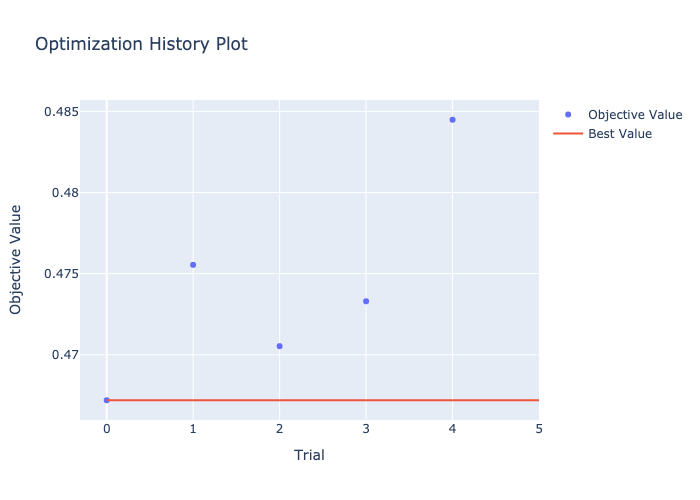 Optimization History Plot
Objective Value
0.485
0.48
0.475
0.47
0 1 2 3 4 5
Trial
Objective Value
Best Value